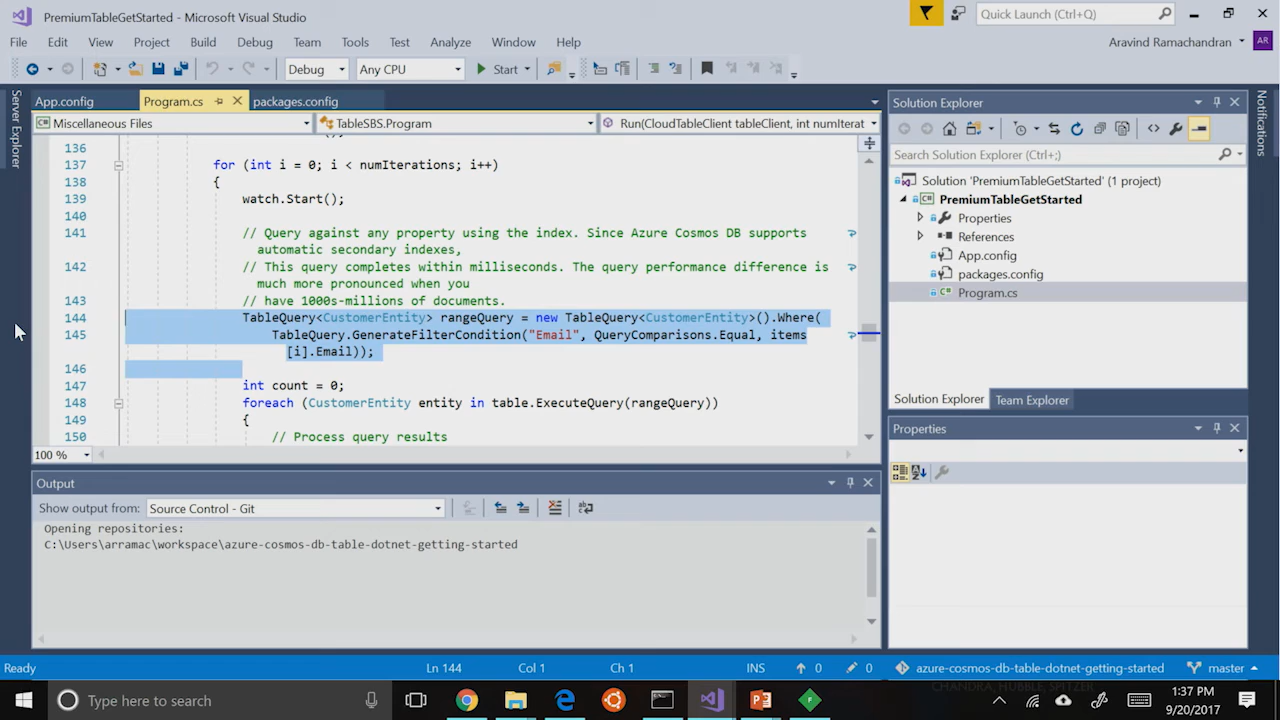 PremiumTableGetStarted - Microsoft Visual Studio
Quick Launch (Ctrl+Q)
File Edit View Project Build Debug Team Tools Test Analyze Window Help
Aravind Ramachandran AR
Debug Any CPU Start
Server Explorer
App.config Program.cs packages.config
Miscellaneous Files TableSBS.Program Run(CloudTableClient tableClient, int numIterat
();
136
137 for (int i = 0; i < numIterations; i++)
138 {
139 watch.Start();
140
141 // Query against any property using the index. Since Azure Cosmos DB supports
automatic secondary indexes,
142 // This query completes within milliseconds. The query performance difference is
much more pronounced when you
143 // have 1000s-millions of documents.
144 TableQuery<CustomerEntity> rangeQuery = new TableQuery<CustomerEntity>().Where(
145 TableQuery.GenerateFilterCondition("Email", QueryComparisons.Equal, items
[i].Email));
146
147 int count = 0;
148 foreach (CustomerEntity entity in table.ExecuteQuery(rangeQuery))
149 {
150 // Process query results
100 %
Output
Show output from: Source Control - Git
Opening repositories:
C:\Users\arramac\workspace\azure-cosmos-db-table-dotnet-getting-started
Solution Explorer
Search Solution Explorer (Ctrl+;)
Solution 'PremiumTableGetStarted' (1 project)
PremiumTableGetStarted
Properties
References
App.config
packages.config
Program.cs
Solution Explorer Team Explorer
Properties
Notifications
Ready Ln 144 Col 1 Ch 1 INS 0 0 azure-cosmos-db-table-dotnet-getting-started master
CHANDRA, HUBBLE, SPITZER
Type here to search
1:37 PM
9/20/2017